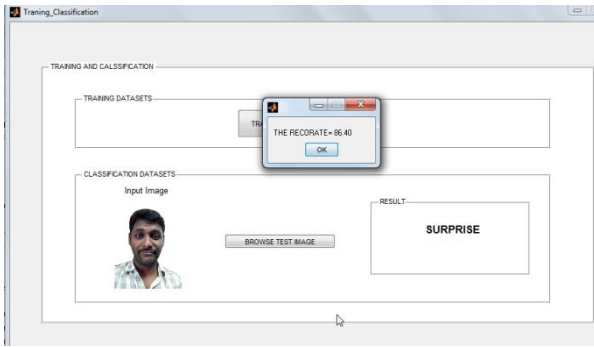 Traning_Classification
TRAINING AND CALSSIFICATION
TRAINING DATASETS
THE RECORATE= 86.40
OK
CLASSIFICATION DATASETS
Input Image
BROWSE TEST IMAGE
RESULT
SURPRISE